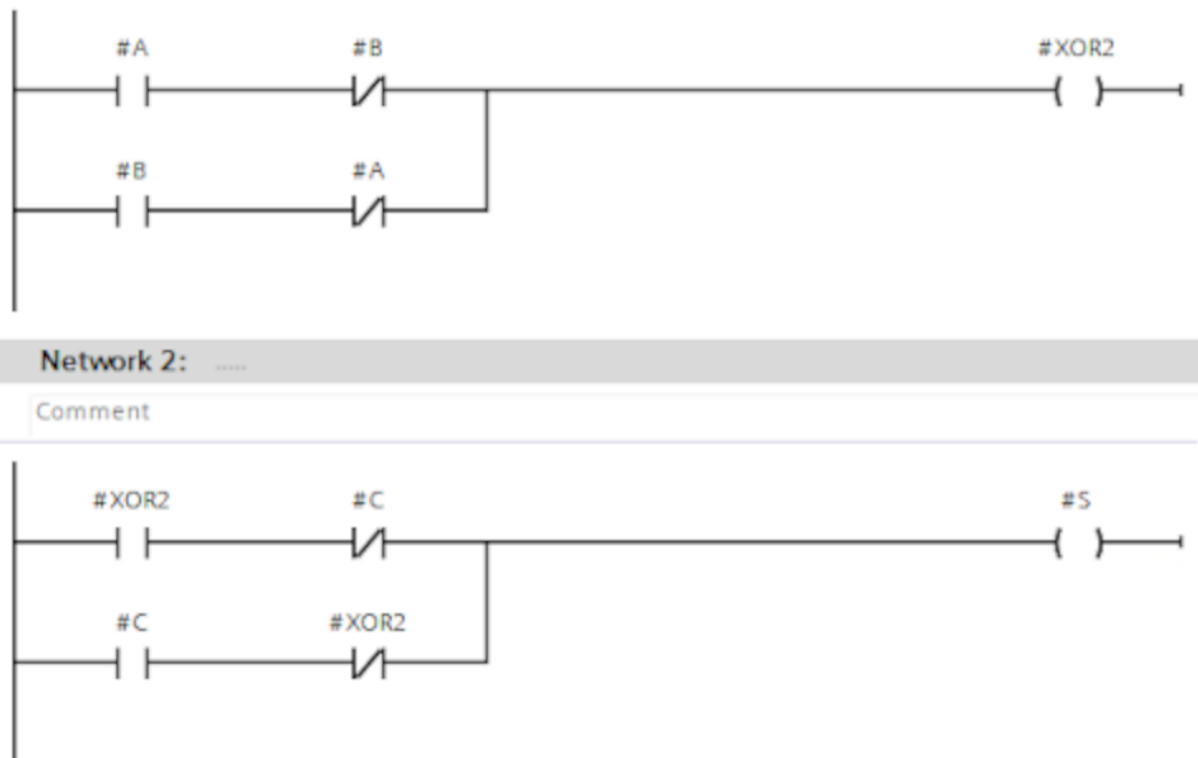 #A #B #XOR2
#B #A
Network 2: .....
Comment
#XOR2 #C #S
#C #XOR2